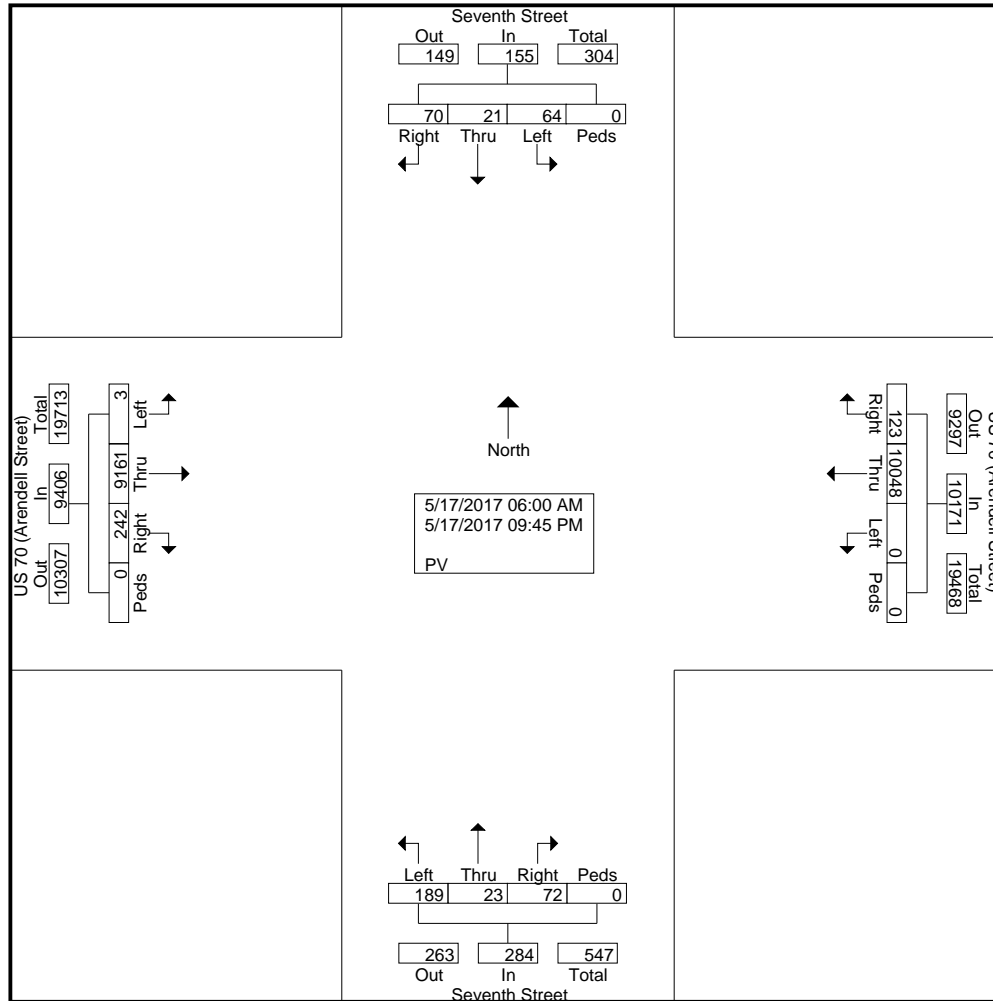 Seventh Street
Out In Total
149 155 304
70 21 64 0
Right Thru Left Peds
US 70 (Arendell Street)
Total In Out
19713 9406 10307
3 9161 242 0
Left Thru Right Peds
North
5/17/2017 06:00 AM
5/17/2017 09:45 PM
PV
Right Thru Left Peds
123 10048 0 0
Out In Total
9297 10171 19468
US 70 (Arendell Street)
Left Thru Right Peds
189 23 72 0
263 284 547
Out In Total
Seventh Street